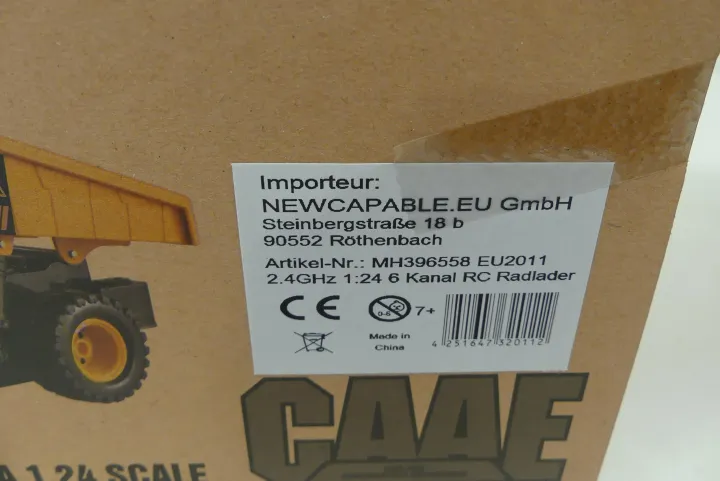 Importeur:
NEWCAPABLE.EU GmbH
Steinbergstraße 18 b
90552 Röthenbach
Artikel-Nr.: MH396558 EU2011
2.4GHz 1:24 6 Kanal RC Radlader
CE
0-6
7+
Made in
China
4 251647 320112
CAAE
A 1 24 SCALE